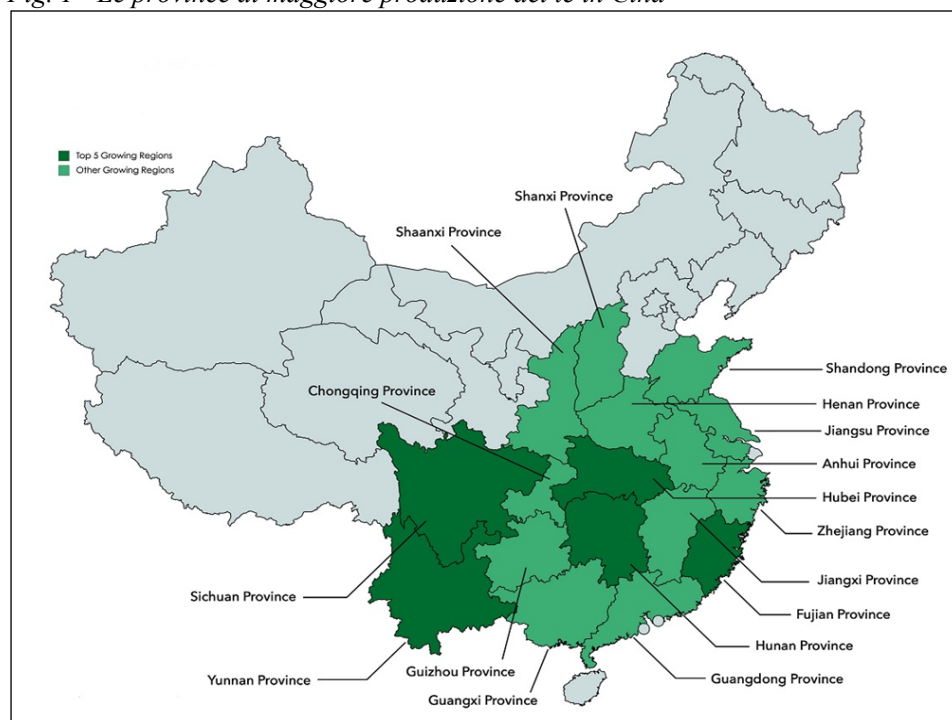 Fig. 1 - Le province di maggiore produzione del tè in Cina
Top 5 Growing Regions
Other Growing Regions
Shanxi Province
Shaanxi Province
Shandong Province
Chongqing Province
Henan Province
Jiangsu Province
Anhui Province
Hubei Province
Zhejiang Province
Jiangxi Province
Sichuan Province
Fujian Province
Hunan Province
Guizhou Province
Yunnan Province
Guangdong Province
Guangxi Province